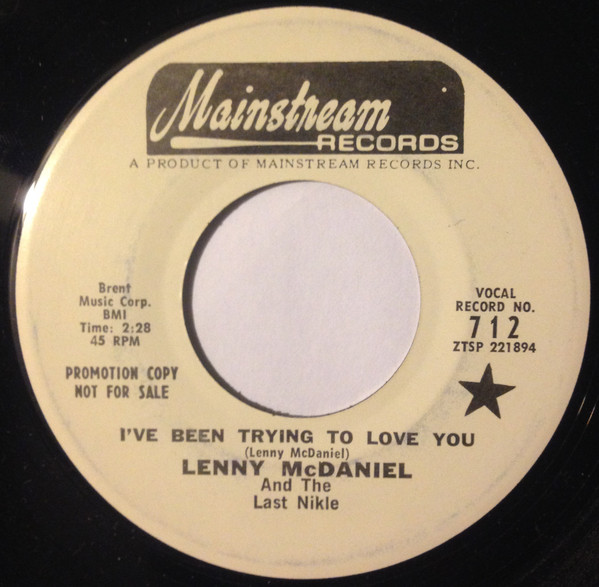 Mainstream
RECORDS
A PRODUCT OF MAINSTREAM RECORDS INC.
Brent
Music Corp.
BMI
Time: 2:28
45 RPM
PROMOTION COPY
NOT FOR SALE
VOCAL
RECORD NO.
712
ZTSP 221894
I'VE BEEN TRYING TO LOVE YOU
(Lenny McDaniel)
LENNY McDANIEL
And The
Last Nikle